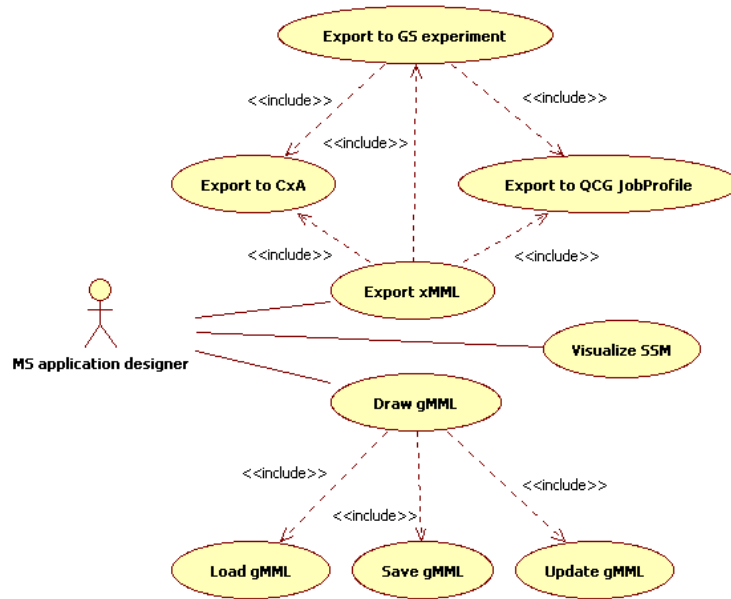 Export to GS experiment
<<include>>
<<include>>
<<include>>
Export to CxA
Export to QCG JobProfile
<<include>>
<<include>>
Export xMML
MS application designer
Visualize SSM
Draw gMML
<<include>>
<<include>>
<<include>>
Load gMML
Save gMML
Update gMML